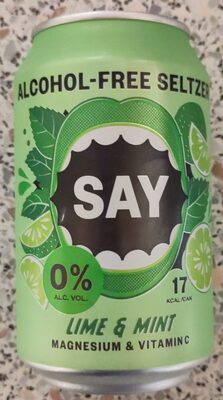 ALCOHOL-FREE SELTZER
SAY
0%
ALC. VOL.
17
KCAL/CAN
LIME & MINT
MAGNESIUM & VITAMIN C